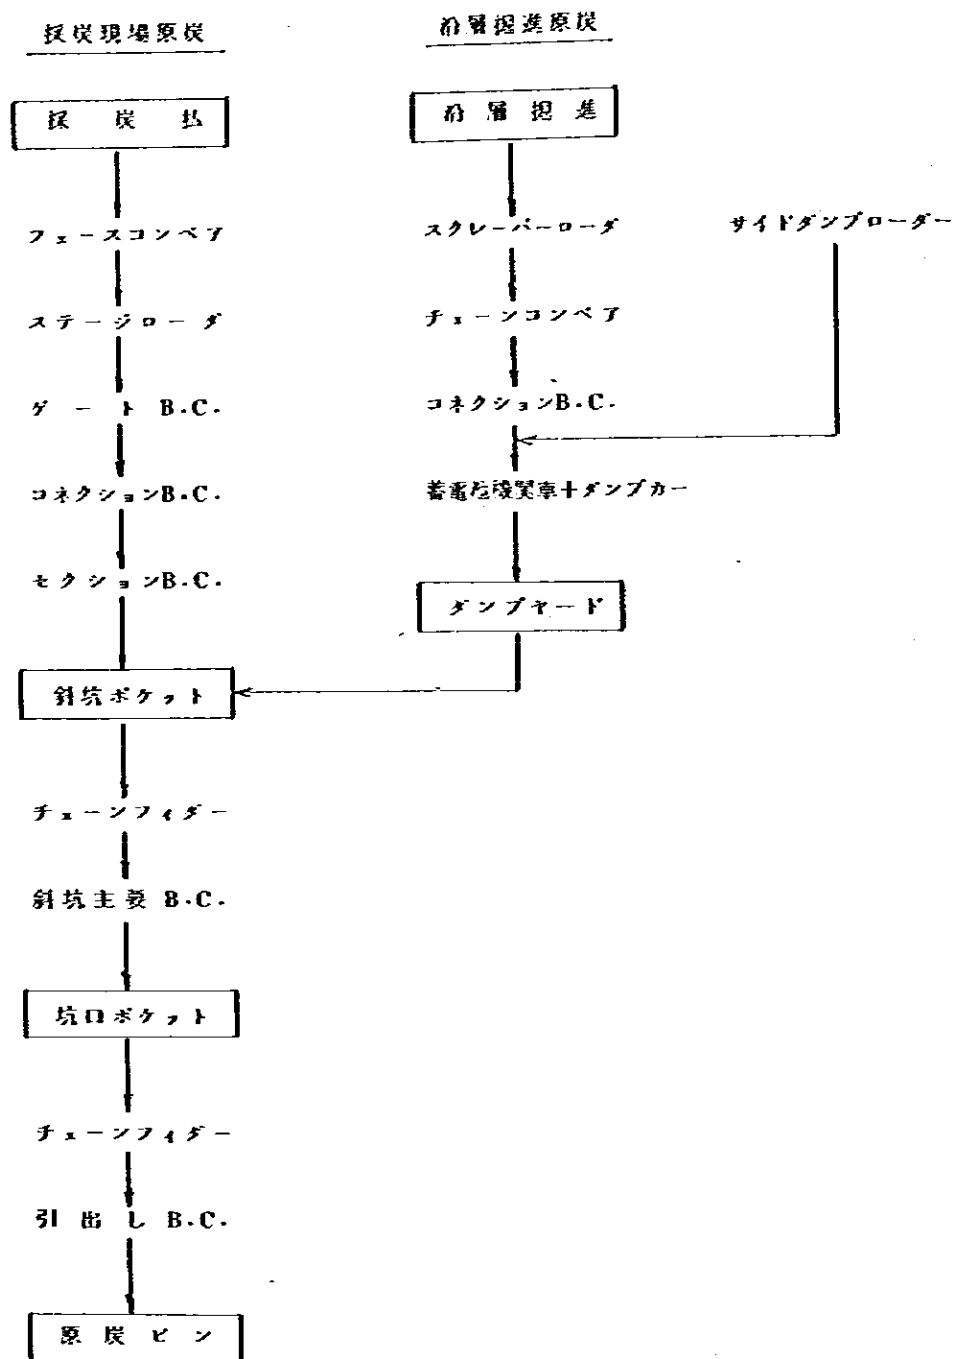 採炭現場原炭
採炭払
フェースコンベア
ステージローダ
ゲートB.C.
コネクションB.C.
セクションB.C.
斜坑ポケット
チェーンフィダー
斜坑主要B.C.
坑口ポケット
チェーンフィダー
引出しB.C.
原炭ビン
沿層掘進原炭
沿層掘進
スクレーパーローダ
チェーンコンベア
コネクションB.C.
蓄電池機関車+ダンプカー
ダンプヤード
サイドダンプローダー